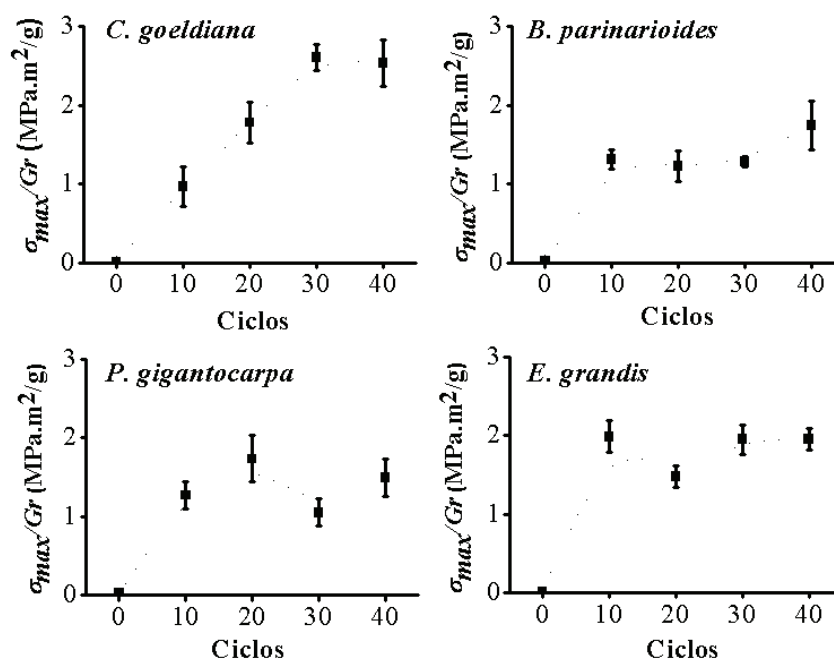 C. goeldiana
σmax/Gr (MPa.m²/g)
3
2
1
0
0 10 20 30 40
Ciclos
B. parinarioides
σmax/Gr (MPa.m²/g)
3
2
1
0
0 10 20 30 40
Ciclos
P. gigantocarpa
σmax/Gr (MPa.m²/g)
3
2
1
0
0 10 20 30 40
Ciclos
E. grandis
σmax/Gr (MPa.m²/g)
3
2
1
0
0 10 20 30 40
Ciclos